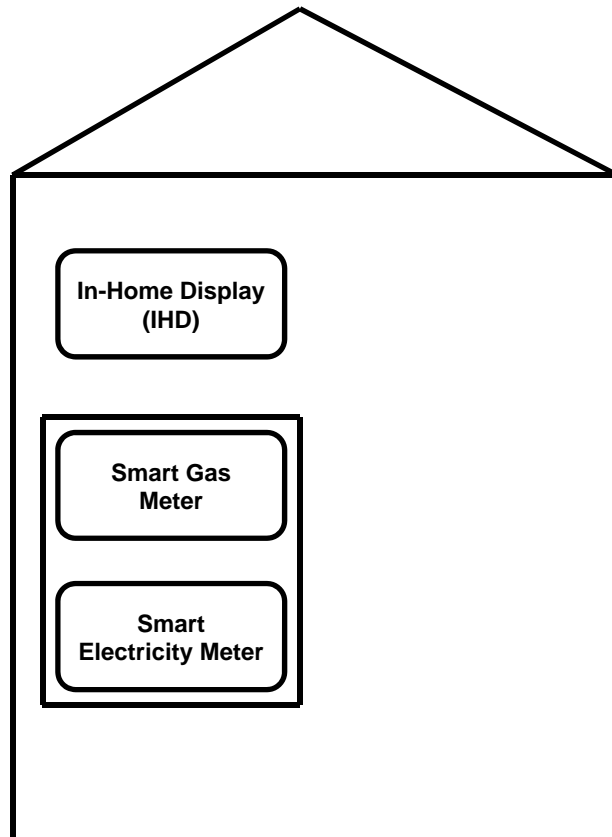 In-Home Display
(IHD)
Smart Gas
Meter
Smart
Electricity Meter